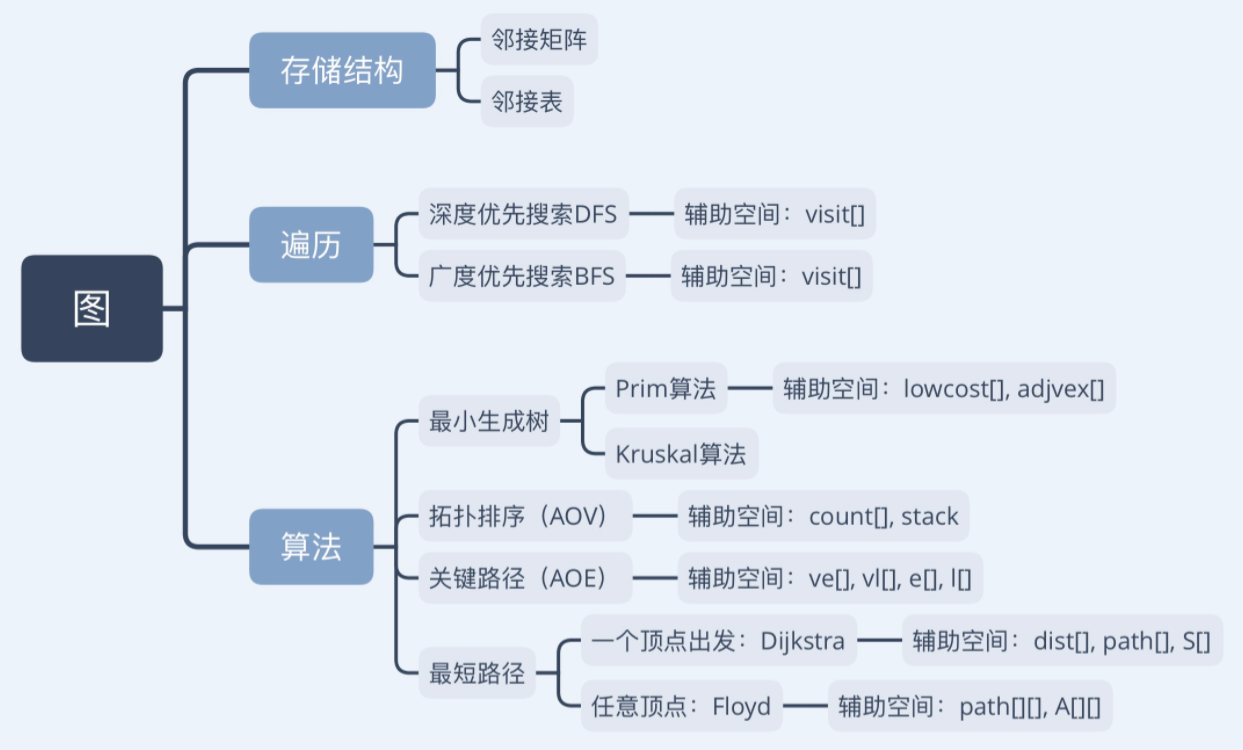 图
存储结构
邻接矩阵
邻接表
遍历
深度优先搜索DFS
辅助空间：visit[]
广度优先搜索BFS
辅助空间：visit[]
算法
最小生成树
Prim算法
辅助空间：lowcost[], adjvex[]
Kruskal算法
拓扑排序（AOV）
辅助空间：count[], stack
关键路径（AOE）
辅助空间：ve[], vl[], e[], l[]
最短路径
一个顶点出发：Dijkstra
辅助空间：dist[], path[], S[]
任意顶点：Floyd
辅助空间：path[][], A[][]